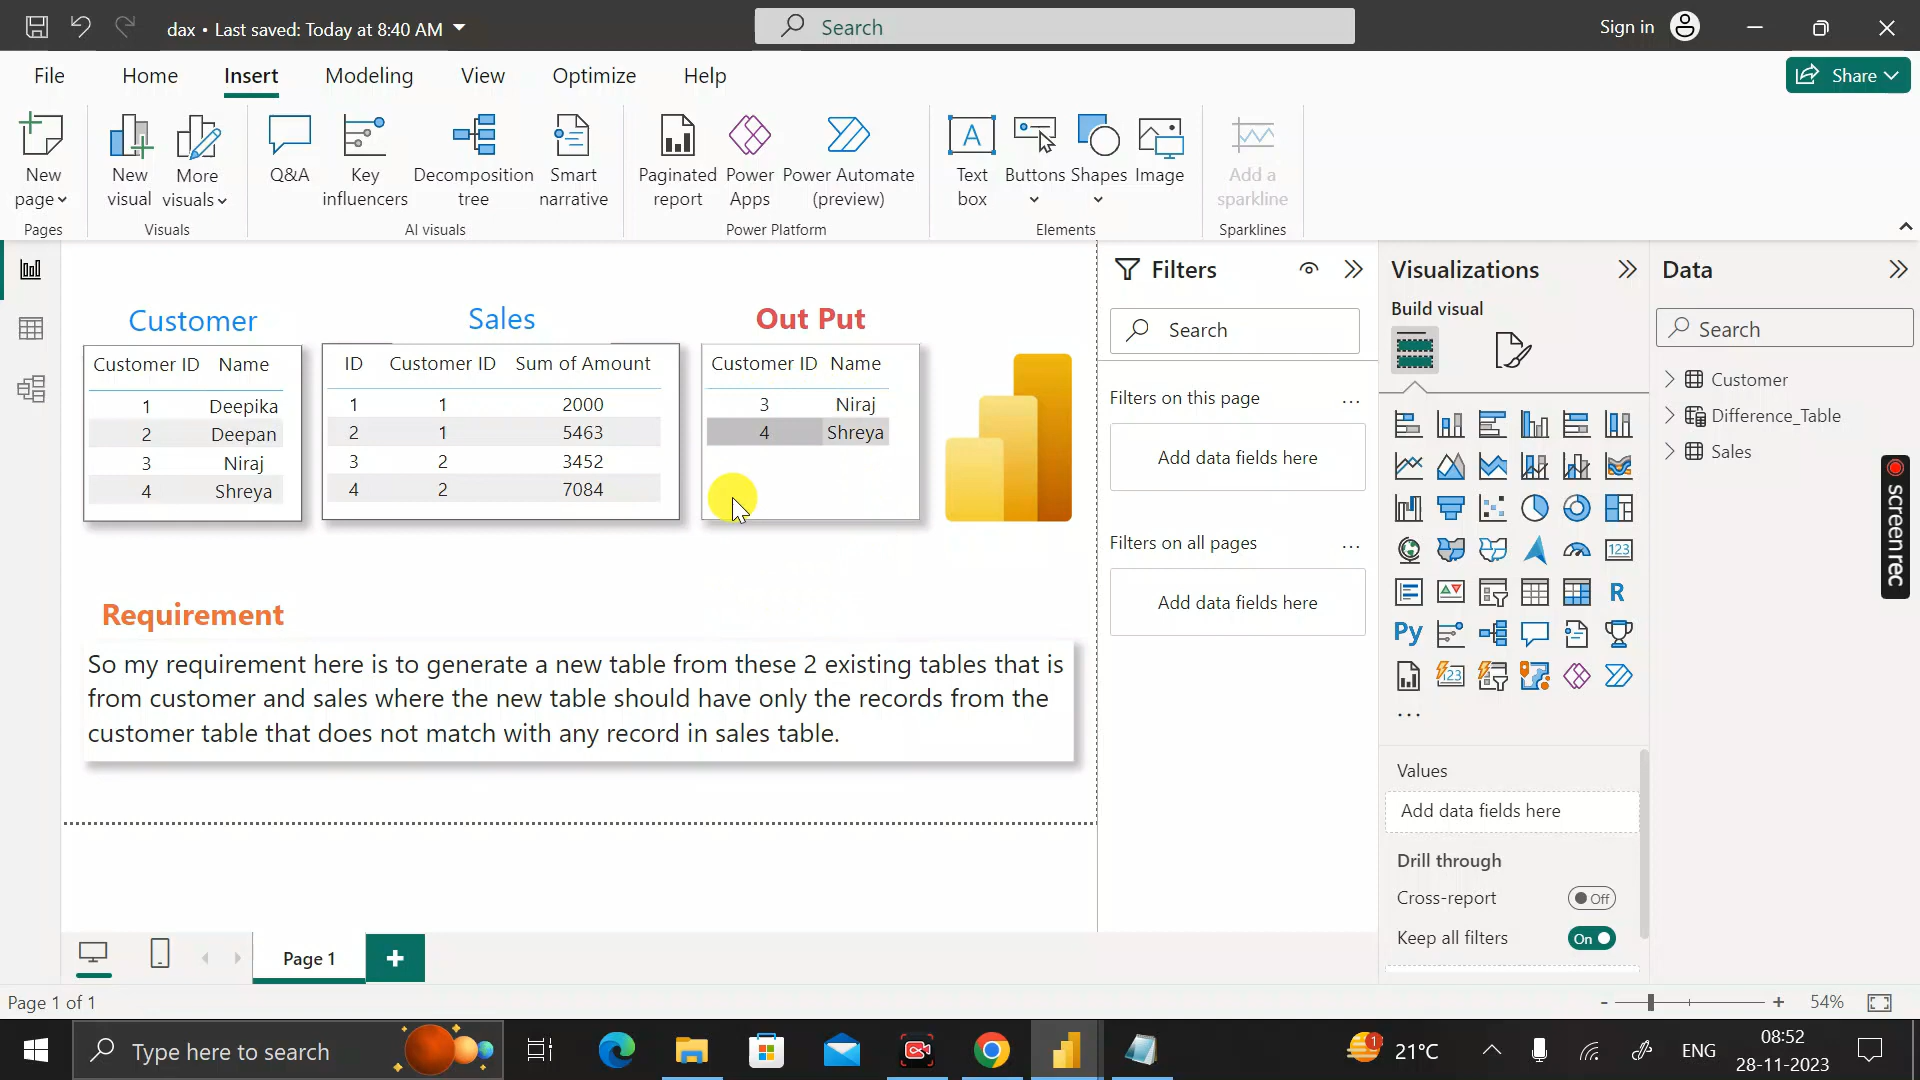 dax • Last saved: Today at 8:40 AM
Search
Sign in
File Home Insert Modeling View Optimize Help
Share
New page
New visual
More visuals
Q&A
Key influencers
Decomposition tree
Smart narrative
Paginated report
Power Apps
Power Automate (preview)
Text box
Buttons
Shapes
Image
Add a sparkline
Pages
Visuals
AI visuals
Power Platform
Elements
Sparklines
Customer
Customer ID Name
1 Deepika
2 Deepan
3 Niraj
4 Shreya
Sales
ID Customer ID Sum of Amount
1 1 2000
2 1 5463
3 2 3452
4 2 7084
Out Put
Customer ID Name
3 Niraj
4 Shreya
Requirement
So my requirement here is to generate a new table from these 2 existing tables that is
from customer and sales where the new table should have only the records from the
customer table that does not match with any record in sales table.
Filters
Search
Filters on this page
...
Add data fields here
Filters on all pages
...
Add data fields here
Visualizations
Build visual
123
R
Py
123
...
Values
Add data fields here
Drill through
Cross-report
Off
Keep all filters
On
Data
Search
Customer
Difference_Table
Sales
screen rec
Page 1
+
Page 1 of 1
- + 54%
Type here to search
1
21°C
ENG
08:52
28-11-2023